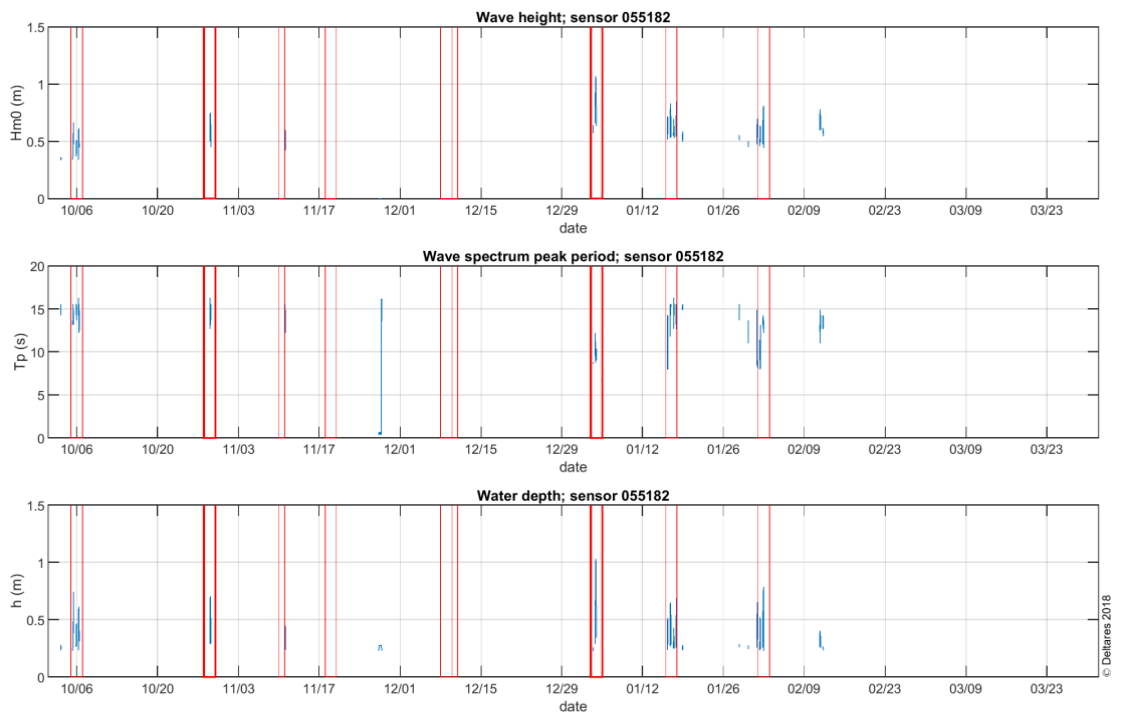 Wave height; sensor 055182
1.5
1
0.5
0
Hm0 (m)
10/06 10/20 11/03 11/17 12/01 12/15 12/29 01/12 01/26 02/09 02/23 03/09 03/23
date
Wave spectrum peak period; sensor 055182
20
15
10
5
0
Tp (s)
10/06 10/20 11/03 11/17 12/01 12/15 12/29 01/12 01/26 02/09 02/23 03/09 03/23
date
Water depth; sensor 055182
1.5
1
0.5
0
h (m)
10/06 10/20 11/03 11/17 12/01 12/15 12/29 01/12 01/26 02/09 02/23 03/09 03/23
date
© Deltares 2018